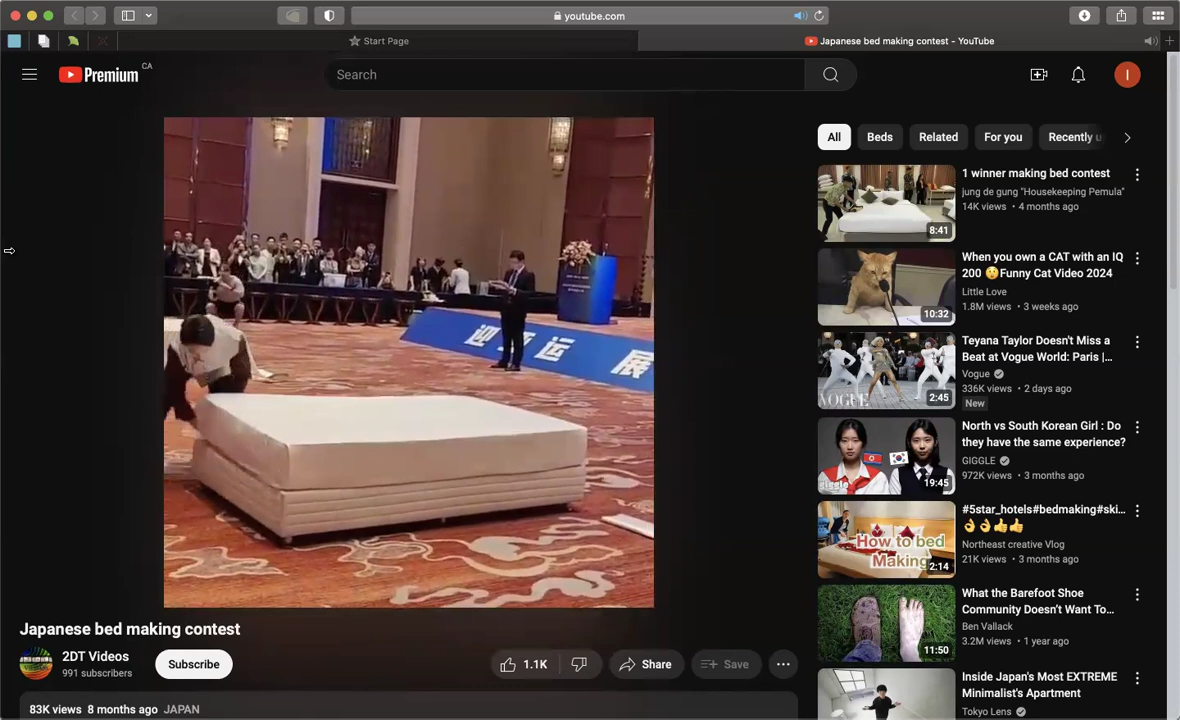 youtube.com
Start Page
Japanese bed making contest - YouTube
Premium CA
Search
I
All
Beds
Related
For you
Recently u
迎亚运 展
1 winner making bed contest
jung de gung "Housekeeping Pemula"
14K views • 4 months ago
8:41
When you own a CAT with an IQ
200 😲Funny Cat Video 2024
Little Love
1.8M views • 3 weeks ago
10:32
Teyana Taylor Doesn't Miss a
Beat at Vogue World: Paris |...
Vogue
336K views • 2 days ago
New
VOGUE
2:45
North vs South Korean Girl : Do
they have the same experience?
GIGGLE
972K views • 3 months ago
19:45
#5star_hotels#bedmaking#ski...
👌👌👍👍
Northeast creative Vlog
21K views • 3 months ago
How to bed
Making
2:14
What the Barefoot Shoe
Community Doesn't Want To...
Ben Vallack
3.2M views • 1 year ago
11:50
Inside Japan's Most EXTREME
Minimalist's Apartment
Tokyo Lens
Japanese bed making contest
2DT Videos
991 subscribers
Subscribe
1.1K
Share
Save
83K views 8 months ago JAPAN